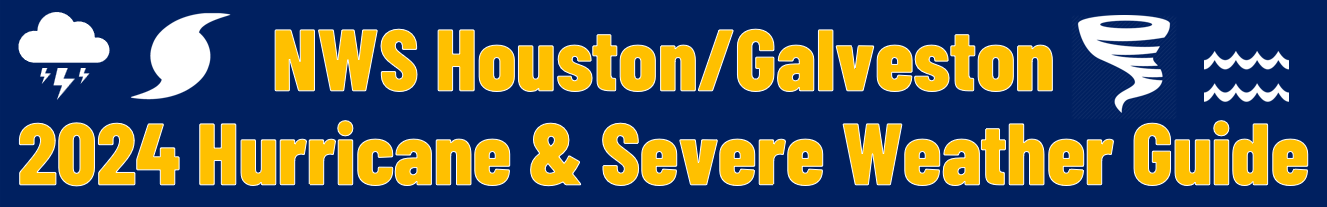 NWS Houston/Galveston
2024 Hurricane & Severe Weather Guide